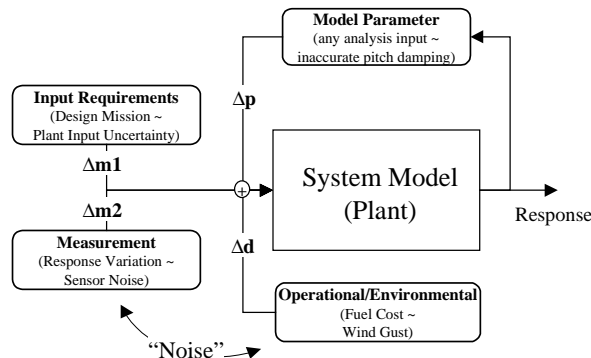 Model Parameter
(any analysis input ~
inaccurate pitch damping)
Input Requirements
(Design Mission ~
Plant Input Uncertainty)
Δp
Δm1
Δm2
System Model
(Plant)
Response
Measurement
(Response Variation ~
Sensor Noise)
Δd
Operational/Environmental
(Fuel Cost ~
Wind Gust)
“Noise”